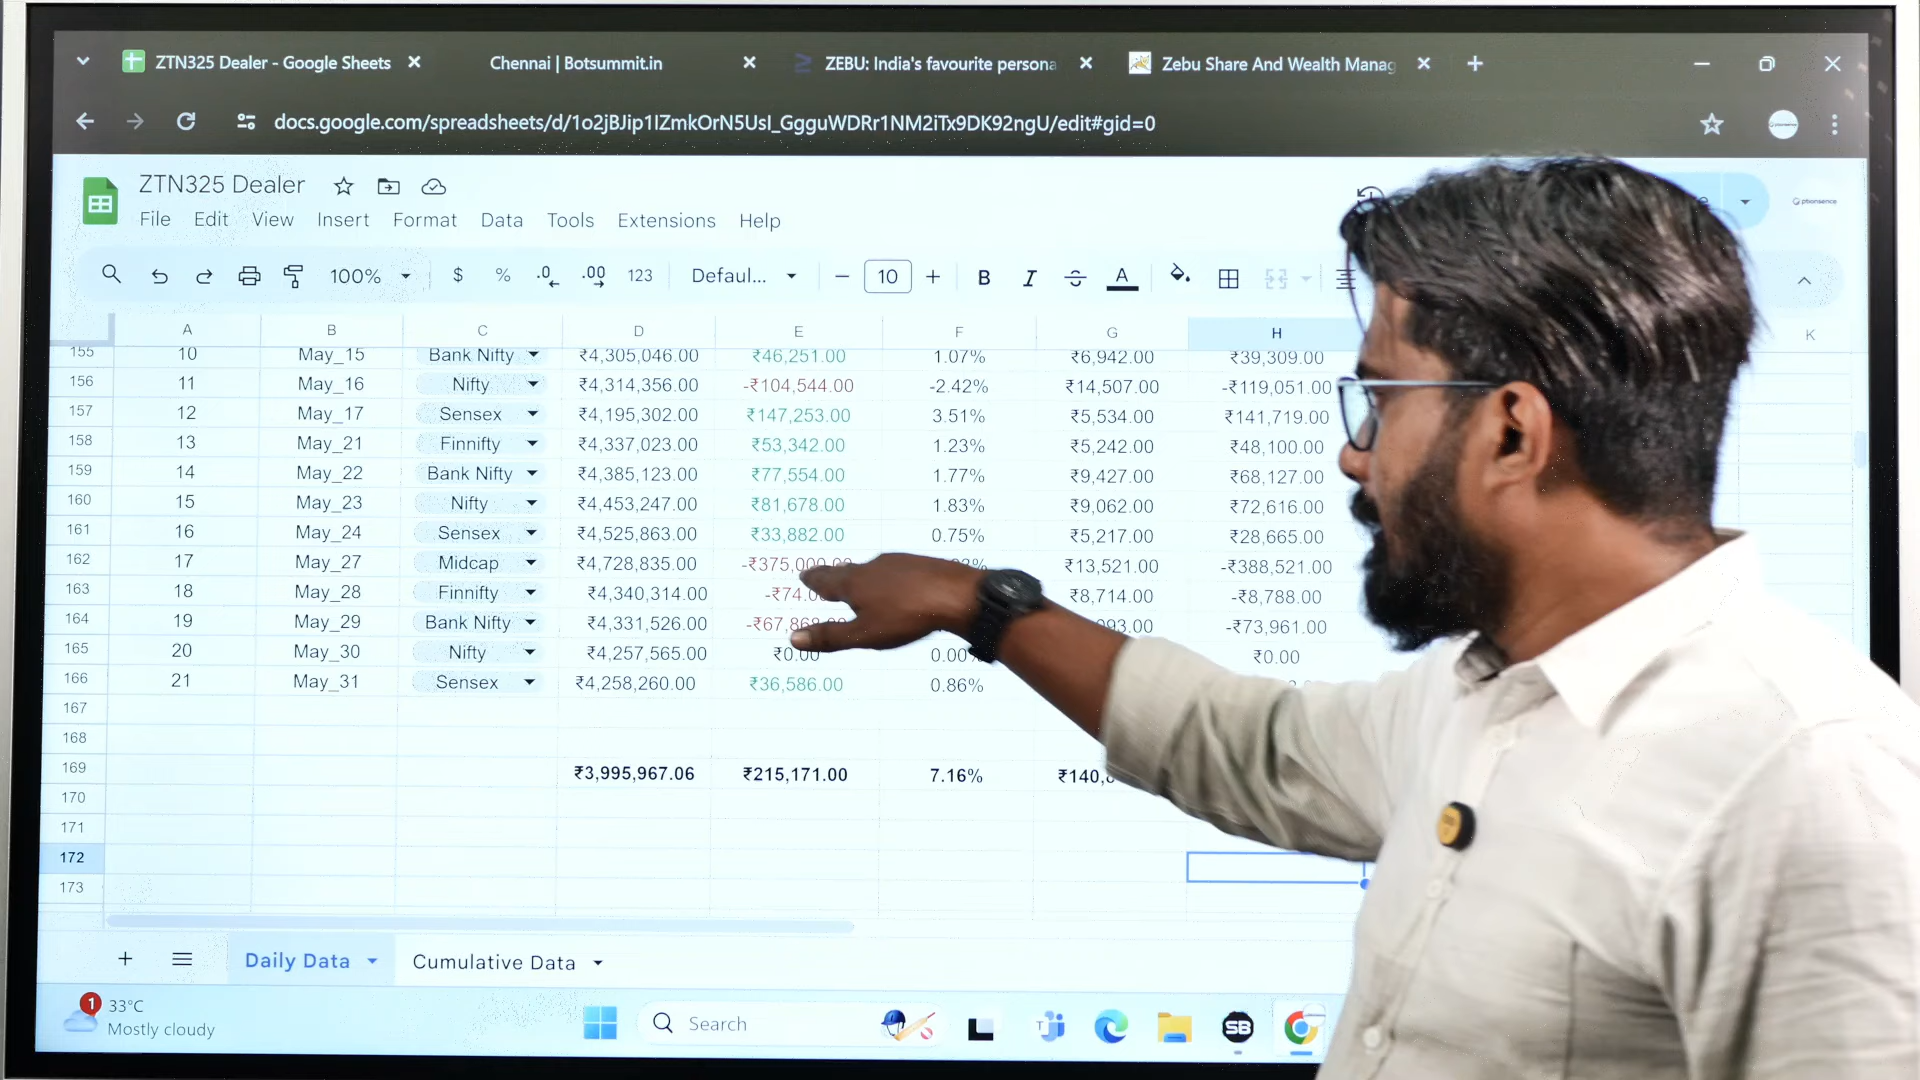 ZTN325 Dealer - Google Sheets
Chennai | Botsummit.in
ZEBU: India's favourite persona
Zebu Share And Wealth Manag
docs.google.com/spreadsheets/d/1o2jBJip1lZmkOrN5UsI_GgguWDRr1NM2iTx9DK92ngU/edit#gid=0
ZTN325 Dealer
File Edit View Insert Format Data Tools Extensions Help
100% $ % .0 .00 123 Defaul... 10 B I A
A B C D E F G H K
155 10 May_15 Bank Nifty ₹4,305,046.00 ₹46,251.00 1.07% ₹6,942.00 ₹39,309.00
156 11 May_16 Nifty ₹4,314,356.00 -₹104,544.00 -2.42% ₹14,507.00 -₹119,051.00
157 12 May_17 Sensex ₹4,195,302.00 ₹147,253.00 3.51% ₹5,534.00 ₹141,719.00
158 13 May_21 Finnifty ₹4,337,023.00 ₹53,342.00 1.23% ₹5,242.00 ₹48,100.00
159 14 May_22 Bank Nifty ₹4,385,123.00 ₹77,554.00 1.77% ₹9,427.00 ₹68,127.00
160 15 May_23 Nifty ₹4,453,247.00 ₹81,678.00 1.83% ₹9,062.00 ₹72,616.00
161 16 May_24 Sensex ₹4,525,863.00 ₹33,882.00 0.75% ₹5,217.00 ₹28,665.00
162 17 May_27 Midcap ₹4,728,835.00 ₹13,521.00 -₹388,521.00
163 18 May_28 Finnifty ₹4,340,314.00 ₹8,714.00 -₹8,788.00
164 19 May_29 Bank Nifty ₹4,331,526.00 -₹73,961.00
165 20 May_30 Nifty ₹4,257,565.00 ₹0.00 0.00% ₹0.00
166 21 May_31 Sensex ₹4,258,260.00 ₹36,586.00 0.86%
167
168
169 ₹3,995,967.06 ₹215,171.00 7.16%
170
171
172
173
Daily Data Cumulative Data
1 33°C
Mostly cloudy
Search
SB